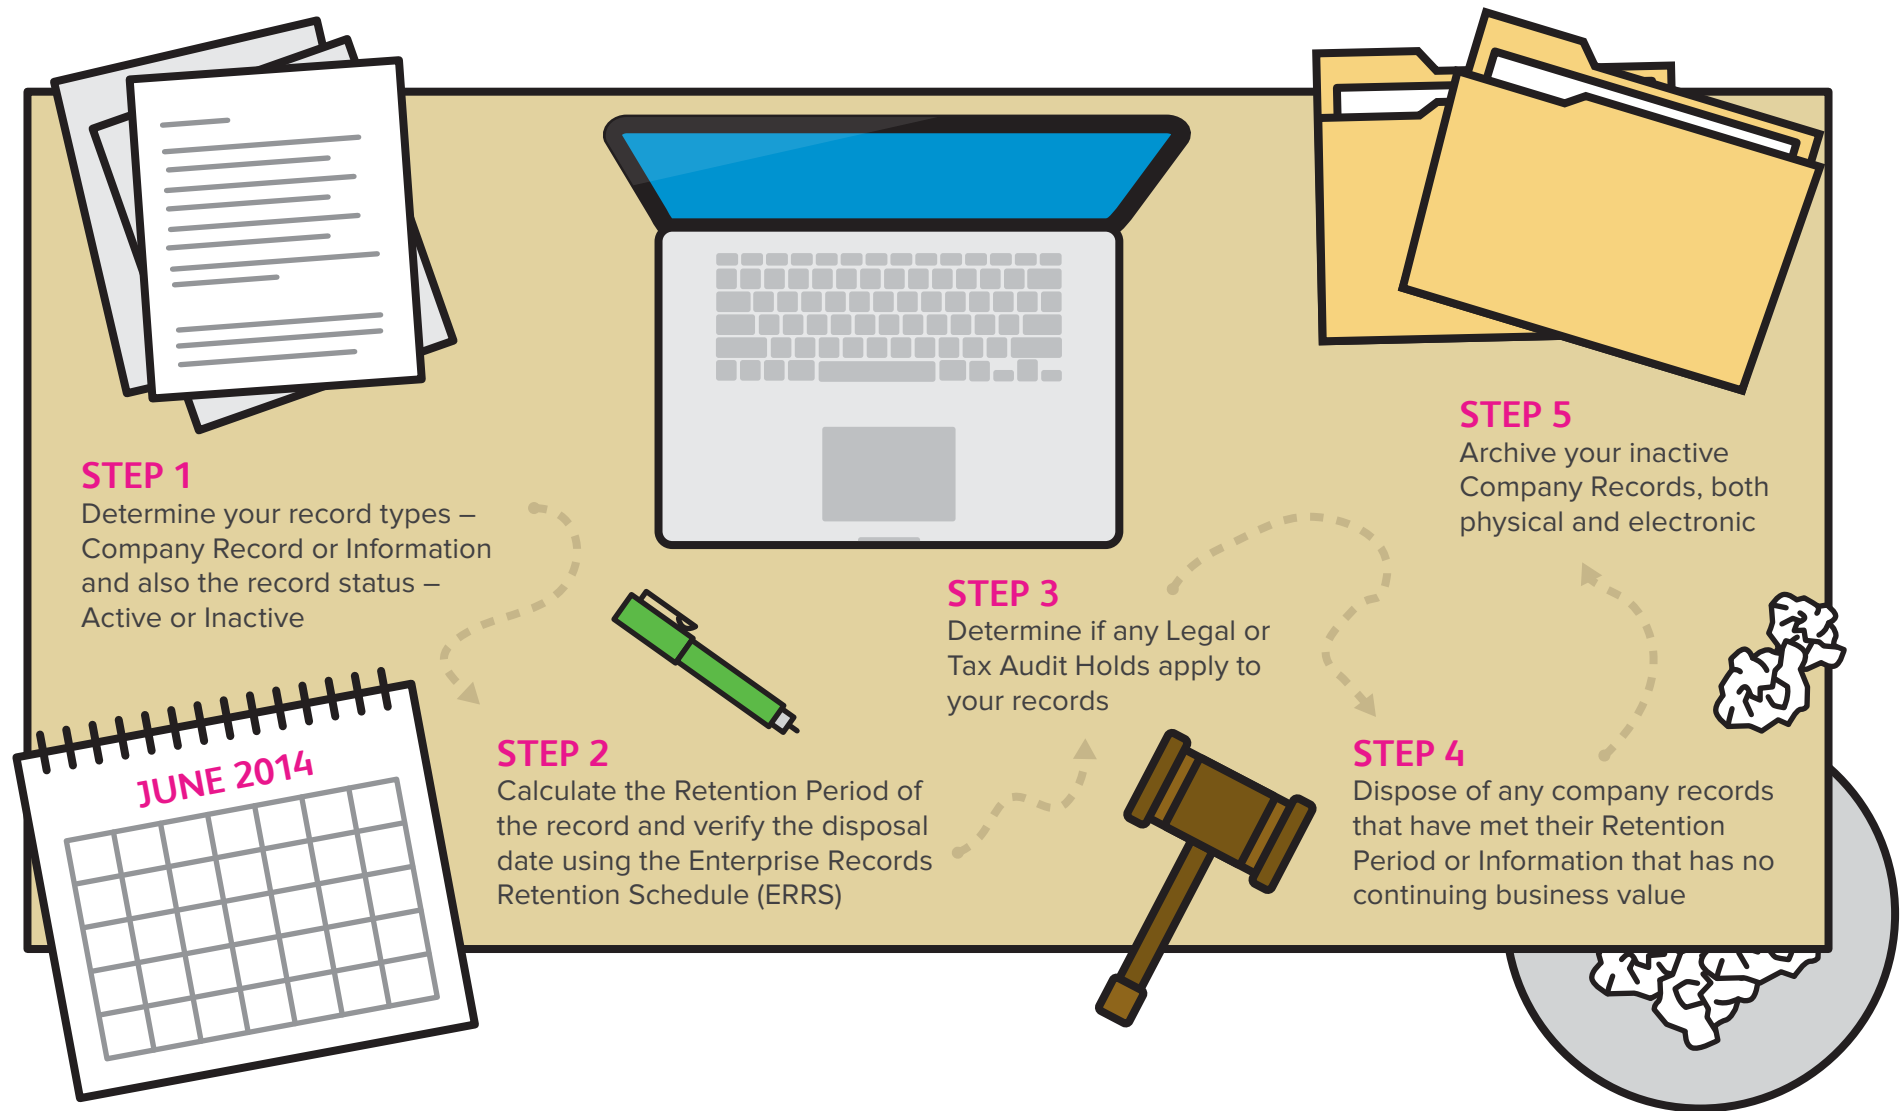 STEP 1
Determine your record types –
Company Record or Information
and also the record status –
Active or Inactive
JUNE 2014
STEP 2
Calculate the Retention Period of
the record and verify the disposal
date using the Enterprise Records
Retention Schedule (ERRS)
STEP 3
Determine if any Legal or
Tax Audit Holds apply to
your records
STEP 4
Dispose of any company records
that have met their Retention
Period or Information that has no
continuing business value
STEP 5
Archive your inactive
Company Records, both
physical and electronic